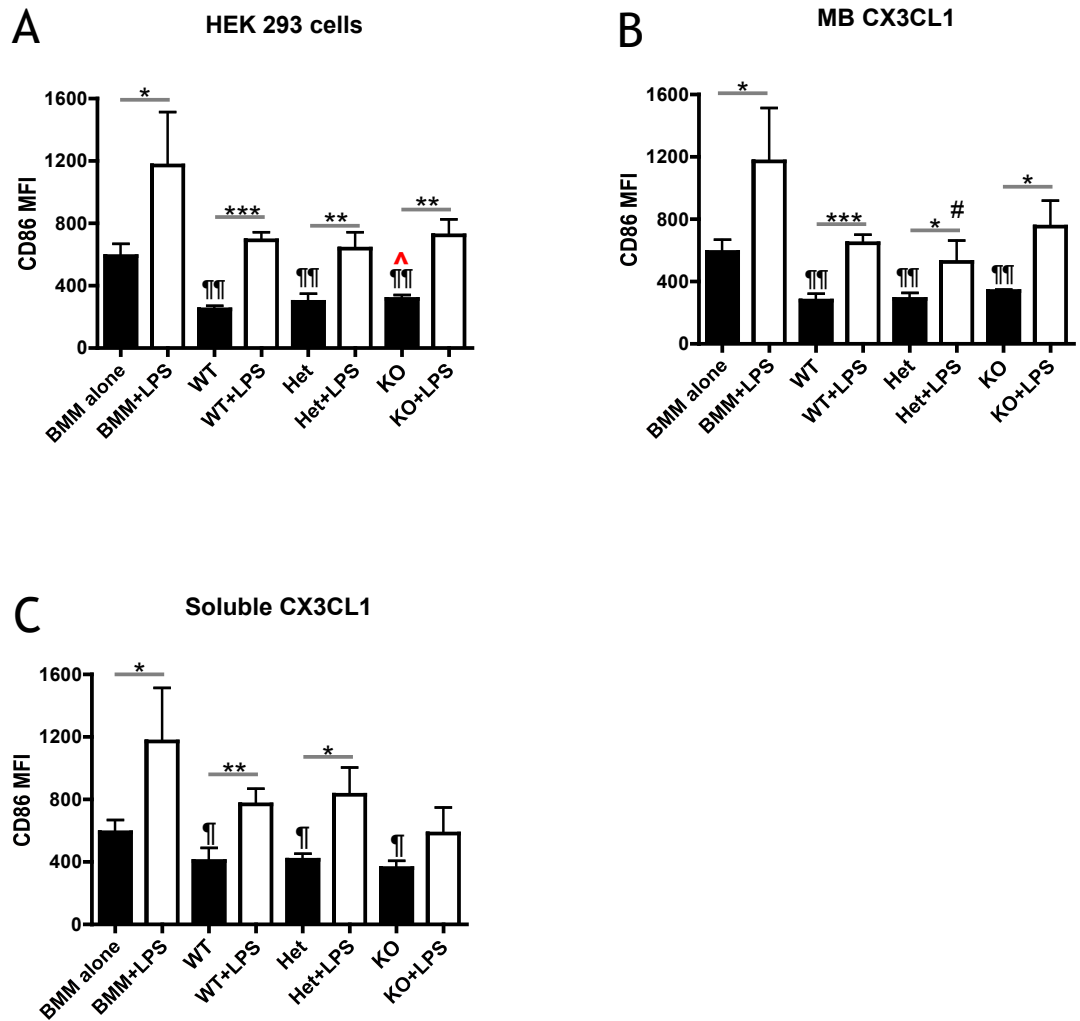 A
HEK 293 cells
CD86 MFI
1600
1200
800
400
0
*
***
**
**
¶¶
¶¶
^
¶¶
BMM alone
BMM+LPS
WT
WT+LPS
Het
Het+LPS
KO
KO+LPS
B
MB CX3CL1
CD86 MFI
1600
1200
800
400
0
*
***
* #
*
¶¶
¶¶
¶¶
BMM alone
BMM+LPS
WT
WT+LPS
Het
Het+LPS
KO
KO+LPS
C
Soluble CX3CL1
CD86 MFI
1600
1200
800
400
0
*
**
*
¶
¶
¶
BMM alone
BMM+LPS
WT
WT+LPS
Het
Het+LPS
KO
KO+LPS